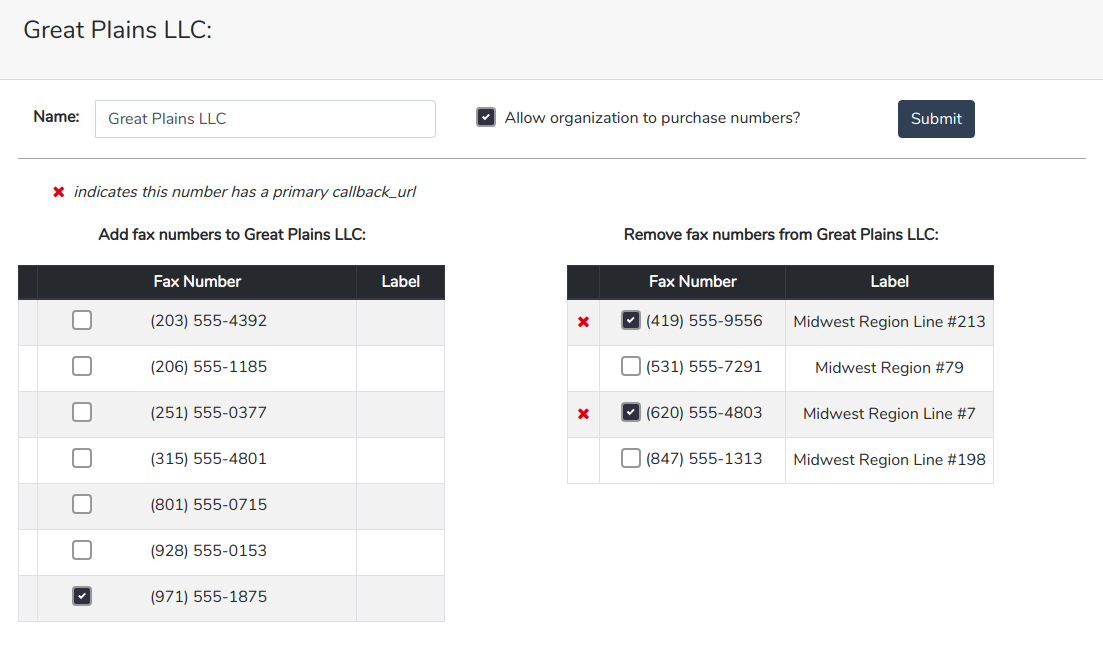 Great Plains LLC:
Name: Great Plains LLC Allow organization to purchase numbers? Submit
indicates this number has a primary callback_url
Add fax numbers to Great Plains LLC:
Fax Number Label
(203) 555-4392
(206) 555-1185
(251) 555-0377
(315) 555-4801
(801) 555-0715
(928) 555-0153
(971) 555-1875
Remove fax numbers from Great Plains LLC:
Fax Number Label
(419) 555-9556 Midwest Region Line #213
(531) 555-7291 Midwest Region #79
(620) 555-4803 Midwest Region Line #7
(847) 555-1313 Midwest Region Line #198